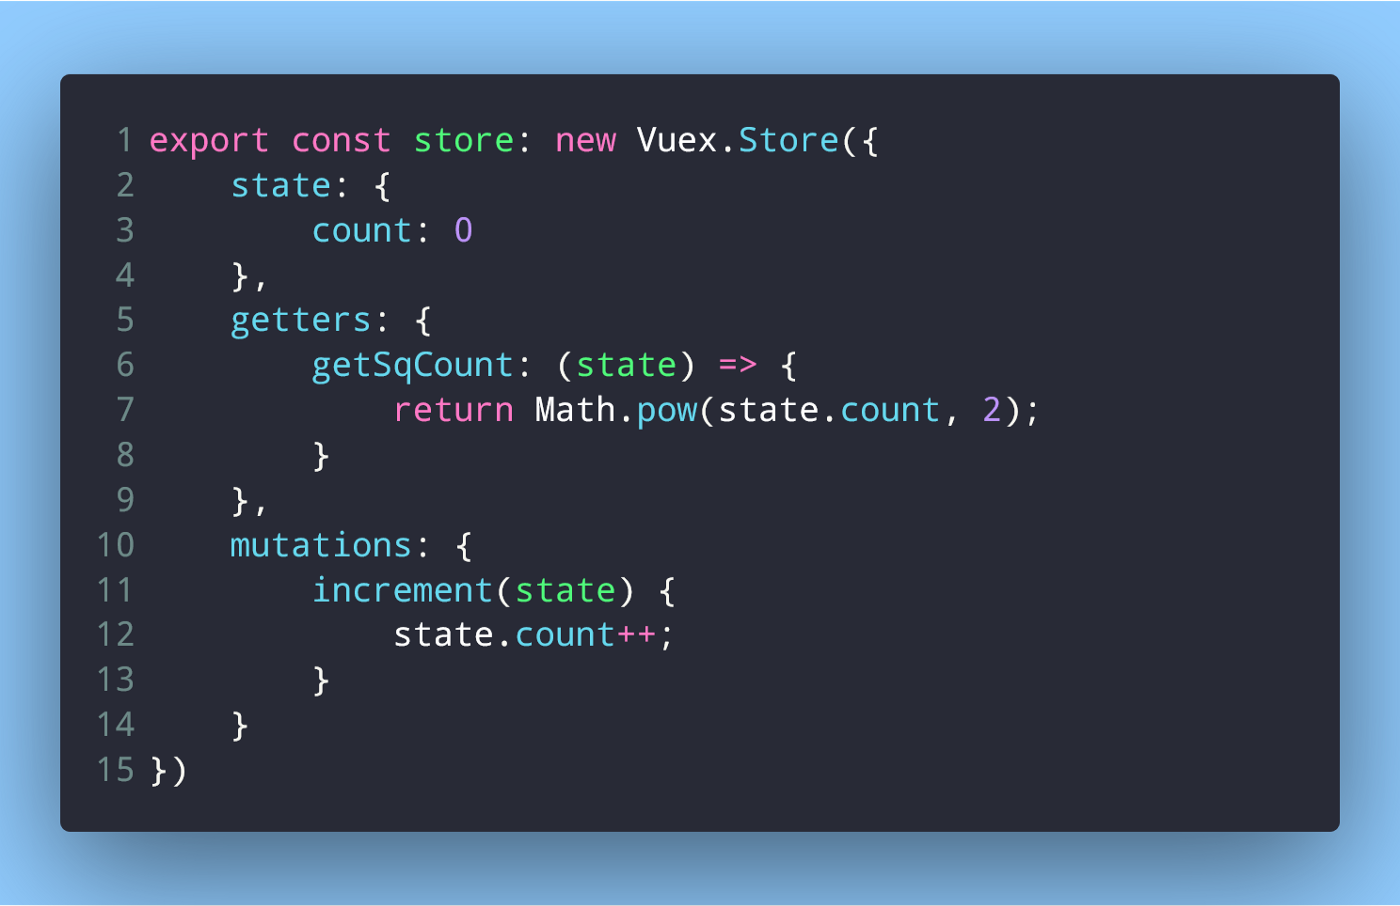 1 export const store: new Vuex.Store({
2     state: {
3         count: 0
4     },
5     getters: {
6         getSqCount: (state) => {
7             return Math.pow(state.count, 2);
8         }
9     },
10     mutations: {
11         increment(state) {
12             state.count++;
13         }
14     }
15 })